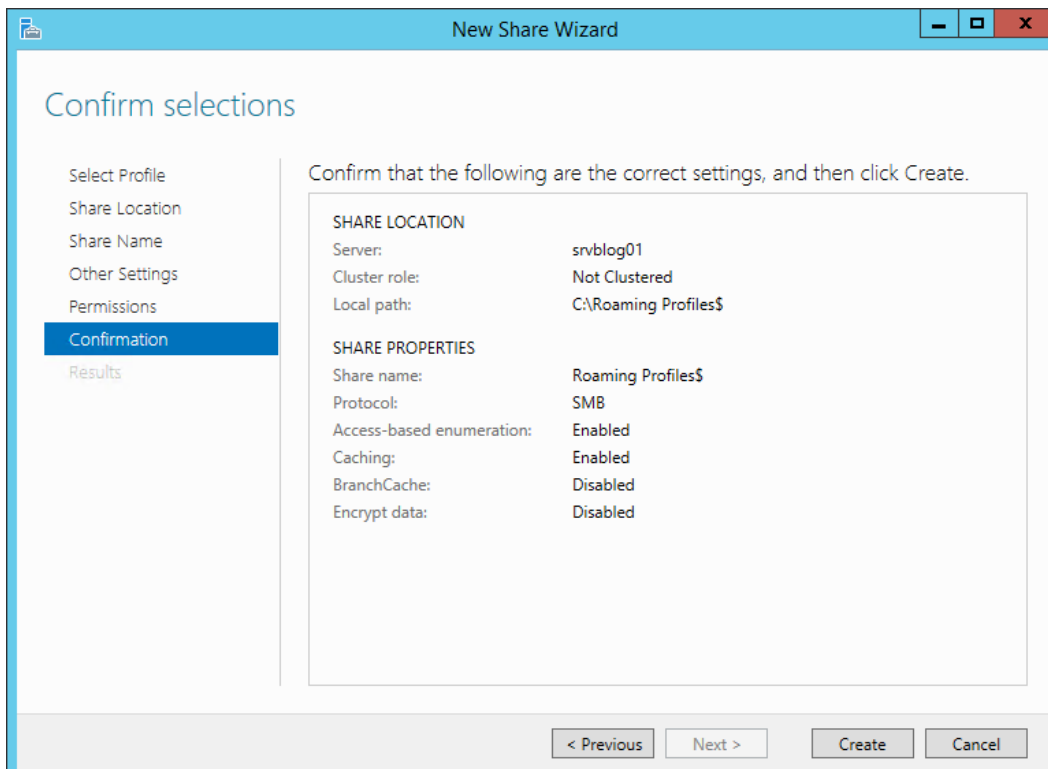 New Share Wizard
Confirm selections
Select Profile
Share Location
Share Name
Other Settings
Permissions
Confirmation
Results
Confirm that the following are the correct settings, and then click Create.
SHARE LOCATION
Server: srvblog01
Cluster role: Not Clustered
Local path: C:\Roaming Profiles$
SHARE PROPERTIES
Share name: Roaming Profiles$
Protocol: SMB
Access-based enumeration: Enabled
Caching: Enabled
BranchCache: Disabled
Encrypt data: Disabled
< Previous Next > Create Cancel